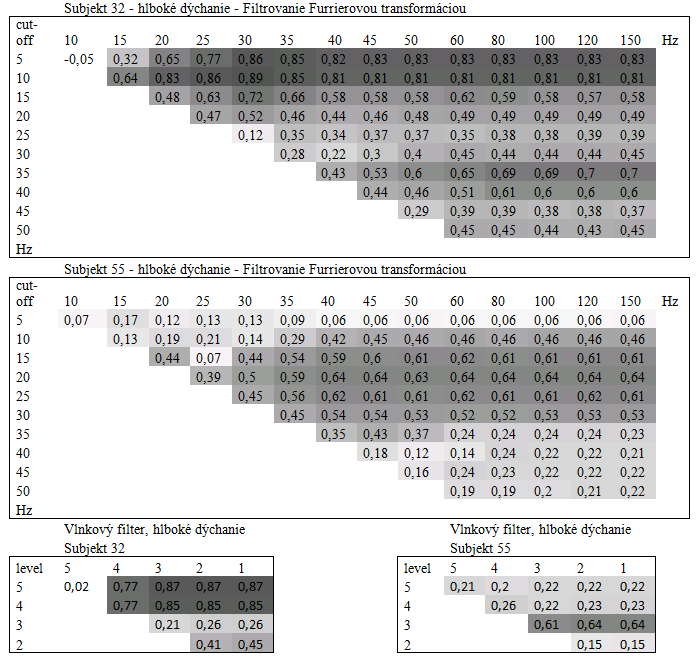 Subjekt 32 - hlboké dýchanie - Filtrovanie Furrierovou transformáciou
cut-
off 10 15 20 25 30 35 40 45 50 60 80 100 120 150 Hz
5 -0,05 0,32 0,65 0,77 0,86 0,85 0,82 0,83 0,83 0,83 0,83 0,83 0,83 0,83
10 0,64 0,83 0,86 0,89 0,85 0,81 0,81 0,81 0,81 0,81 0,81 0,81 0,81
15 0,48 0,63 0,72 0,66 0,58 0,58 0,58 0,62 0,59 0,58 0,57 0,58
20 0,47 0,52 0,46 0,44 0,46 0,48 0,49 0,49 0,49 0,49 0,49
25 0,12 0,35 0,34 0,37 0,37 0,35 0,38 0,38 0,39 0,39
30 0,28 0,22 0,3 0,4 0,45 0,44 0,44 0,44 0,45
35 0,43 0,53 0,6 0,65 0,69 0,69 0,7 0,7
40 0,44 0,46 0,51 0,61 0,6 0,6 0,6
45 0,29 0,39 0,39 0,38 0,38 0,37
50 0,45 0,45 0,44 0,43 0,45
Hz
Subjekt 55 - hlboké dýchanie - Filtrovanie Furrierovou transformáciou
cut-
off 10 15 20 25 30 35 40 45 50 60 80 100 120 150 Hz
5 0,07 0,17 0,12 0,13 0,13 0,09 0,06 0,06 0,06 0,06 0,06 0,06 0,06 0,06
10 0,13 0,19 0,21 0,14 0,29 0,42 0,45 0,46 0,46 0,46 0,46 0,46 0,46
15 0,44 0,07 0,44 0,54 0,59 0,6 0,61 0,62 0,61 0,61 0,61 0,61
20 0,39 0,5 0,59 0,64 0,64 0,63 0,64 0,64 0,64 0,64 0,64
25 0,45 0,56 0,62 0,61 0,61 0,62 0,61 0,61 0,62 0,61
30 0,45 0,54 0,54 0,53 0,52 0,52 0,53 0,53 0,53
35 0,35 0,43 0,37 0,24 0,24 0,24 0,24 0,23
40 0,18 0,12 0,14 0,24 0,22 0,22 0,21
45 0,16 0,24 0,23 0,22 0,22 0,22
50 0,19 0,19 0,2 0,21 0,22
Hz
Vlnkový filter, hlboké dýchanie
Subjekt 32
level 5 4 3 2 1
5 0,02 0,77 0,87 0,87 0,87
4 0,77 0,85 0,85 0,85
3 0,21 0,26 0,26
2 0,41 0,45
Vlnkový filter, hlboké dýchanie
Subjekt 55
level 5 4 3 2 1
5 0,21 0,2 0,22 0,22 0,22
4 0,26 0,22 0,23 0,23
3 0,61 0,64 0,64
2 0,15 0,15